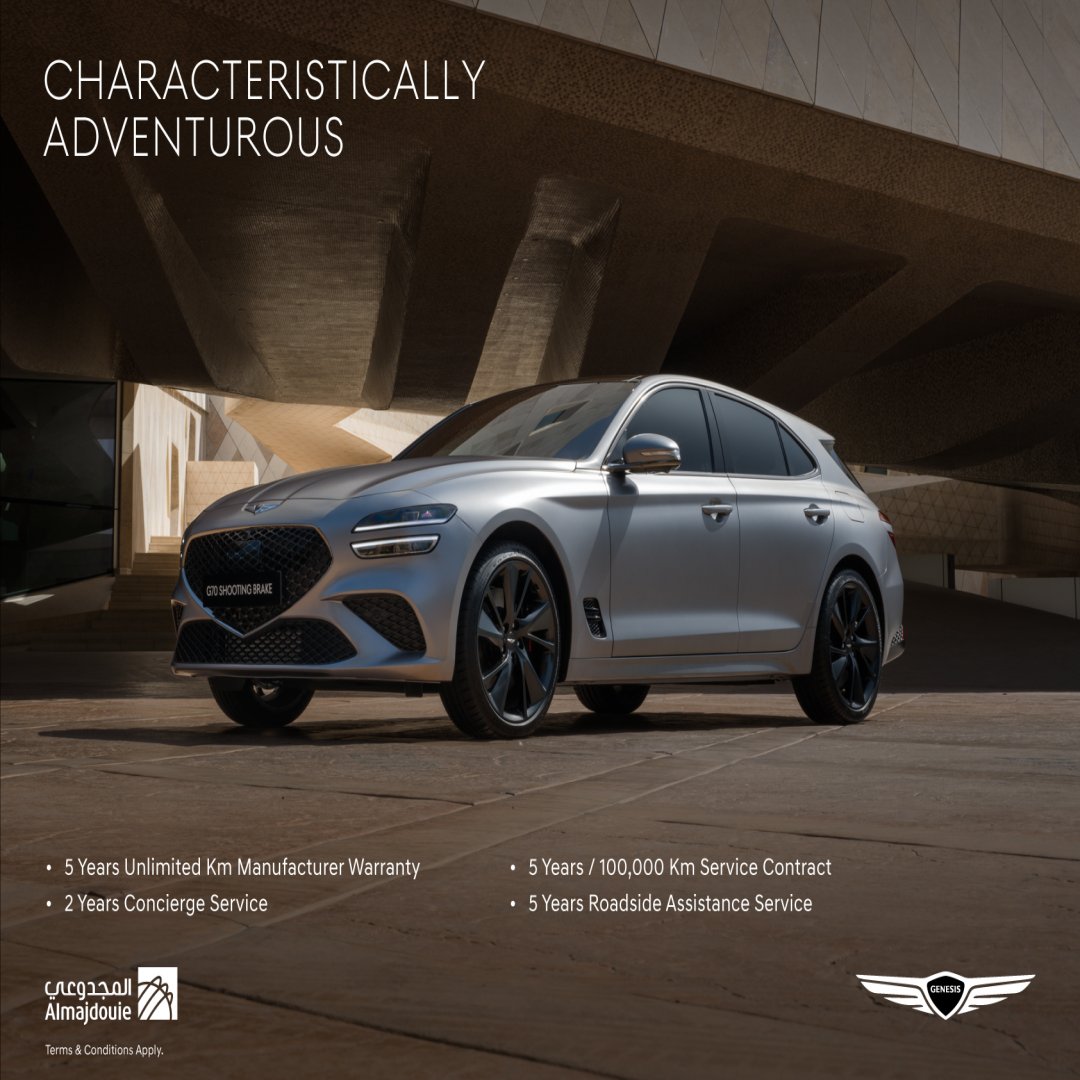 CHARACTERISTICALLY
ADVENTUROUS
G70 SHOOTING BRAKE
• 5 Years Unlimited Km Manufacturer Warranty
• 2 Years Concierge Service
• 5 Years / 100,000 Km Service Contract
• 5 Years Roadside Assistance Service
المجدوعي
Almajdouie
GENESIS
Terms & Conditions Apply.